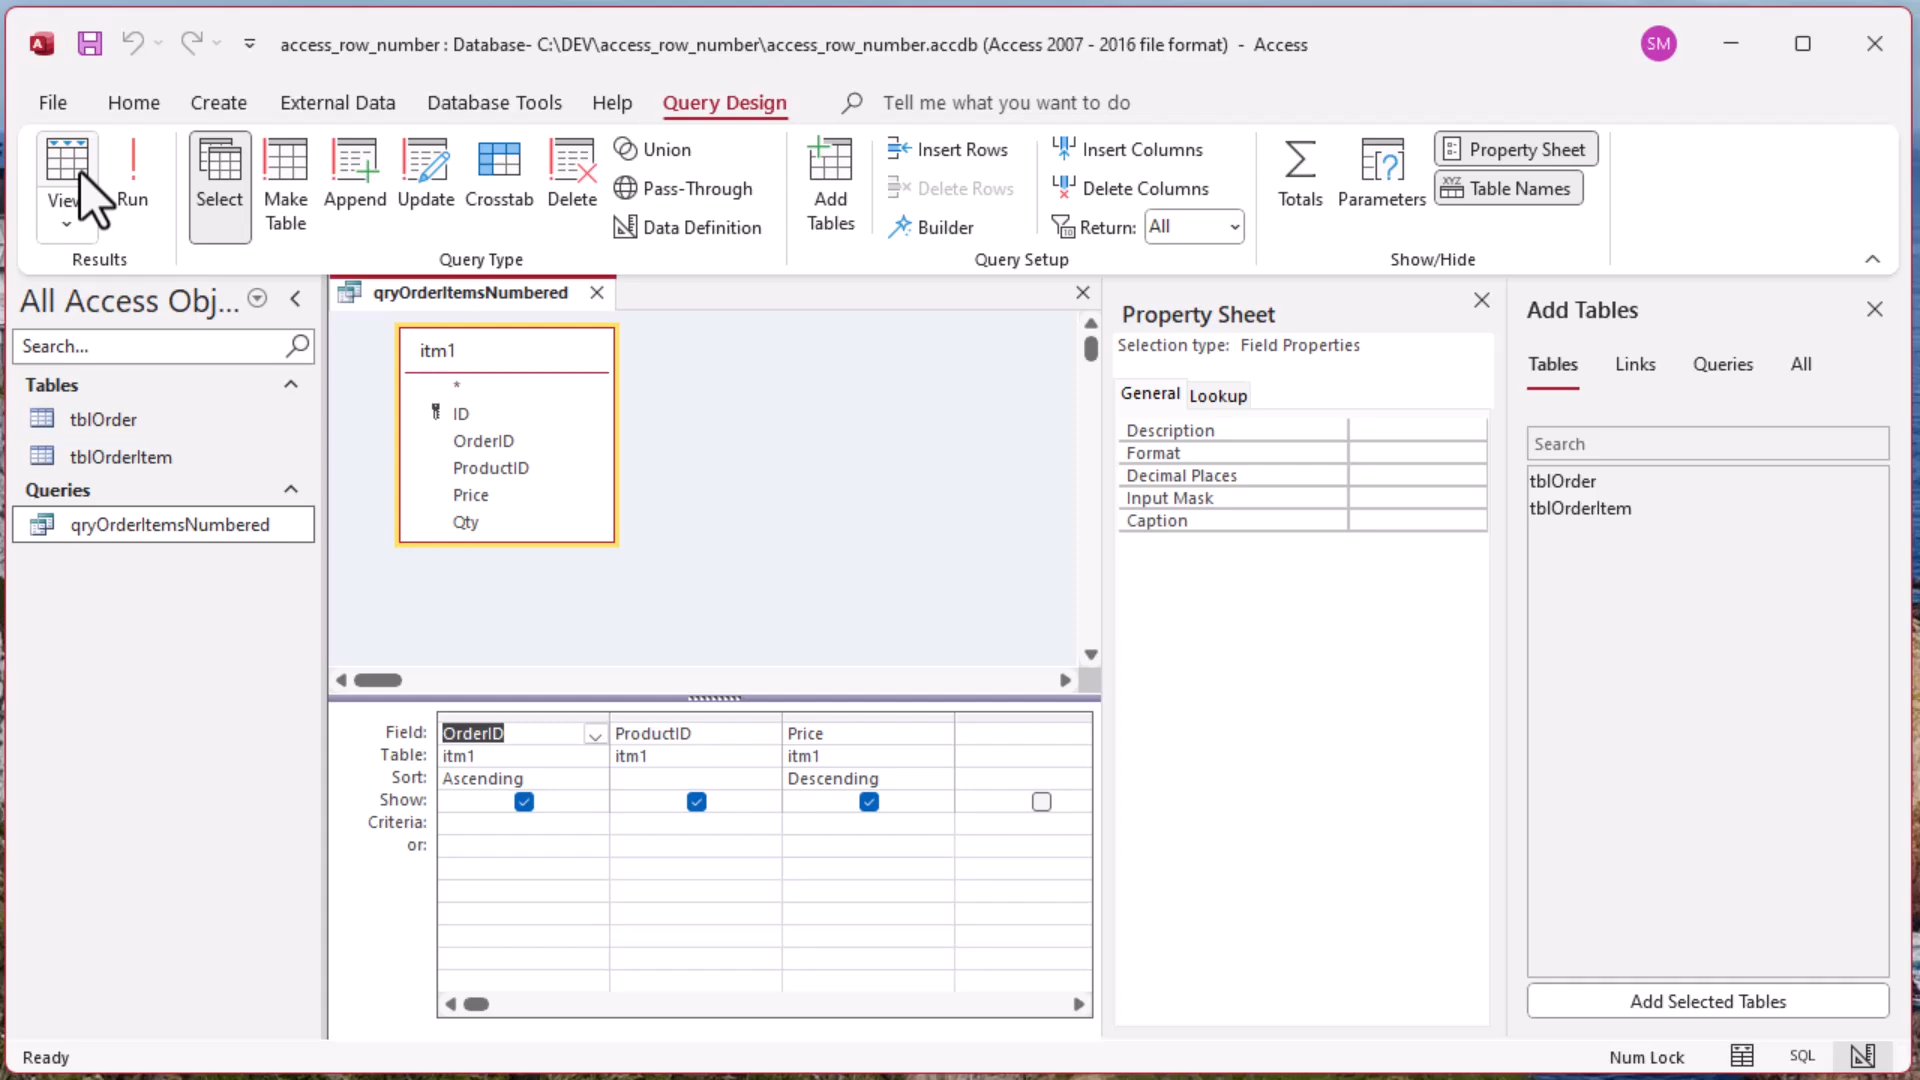 access_row_number : Database- C:\DEV\access_row_number\access_row_number.accdb (Access 2007 - 2016 file format) - Access
SM
File Home Create External Data Database Tools Help Query Design Tell me what you want to do
View
Run
Results
Select
Make
Table
Append
Update
Crosstab
Delete
Union
Pass-Through
Data Definition
Query Type
Add
Tables
Insert Rows
Delete Rows
Builder
Insert Columns
Delete Columns
Return: All
Query Setup
Totals
Parameters
Property Sheet
Table Names
Show/Hide
All Access Obj...
Search...
Tables
tblOrder
tblOrderItem
Queries
qryOrderItemsNumbered
qryOrderItemsNumbered
itm1
*
ID
OrderID
ProductID
Price
Qty
Field: OrderID ProductID Price
Table: itm1 itm1 itm1
Sort: Ascending Descending
Show:
Criteria:
or:
Property Sheet
Selection type: Field Properties
General Lookup
Description
Format
Decimal Places
Input Mask
Caption
Add Tables
Tables Links Queries All
Search
tblOrder
tblOrderItem
Add Selected Tables
Ready
Num Lock
SQL